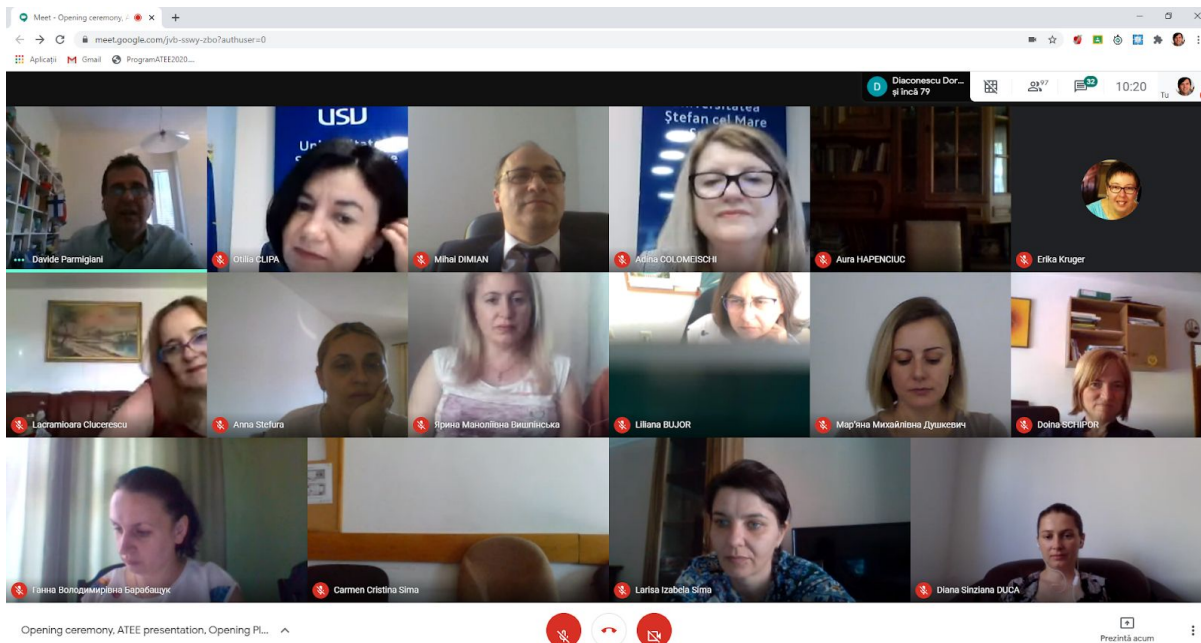 Meet - Opening ceremony, A
meet.google.com/jvb-sswy-zbo?authuser=0
Aplicații Gmail ProgramATEE2020....
D Diaconescu Dor...
și încă 79
97
32
10:20
Tu
USU
Universitatea
Ștefan cel Mare
Davide Parmigiani
Otilia CLIPA
Mihai DIMIAN
Adina COLOMEISCHI
Aura HAPENCIUC
Erika Kruger
Lacramioara Clucerescu
Anna Stefura
Ярина Маноліївна Вишпінська
Liliana BUJOR
Мар'яна Михайлівна Душкевич
Doina SCHIPOR
Ганна Володимирівна Барабащук
Carmen Cristina Sima
Larisa Izabela Sima
Diana Sinziana DUCA
Opening ceremony, ATEE presentation, Opening Pl...
Prezintă acum